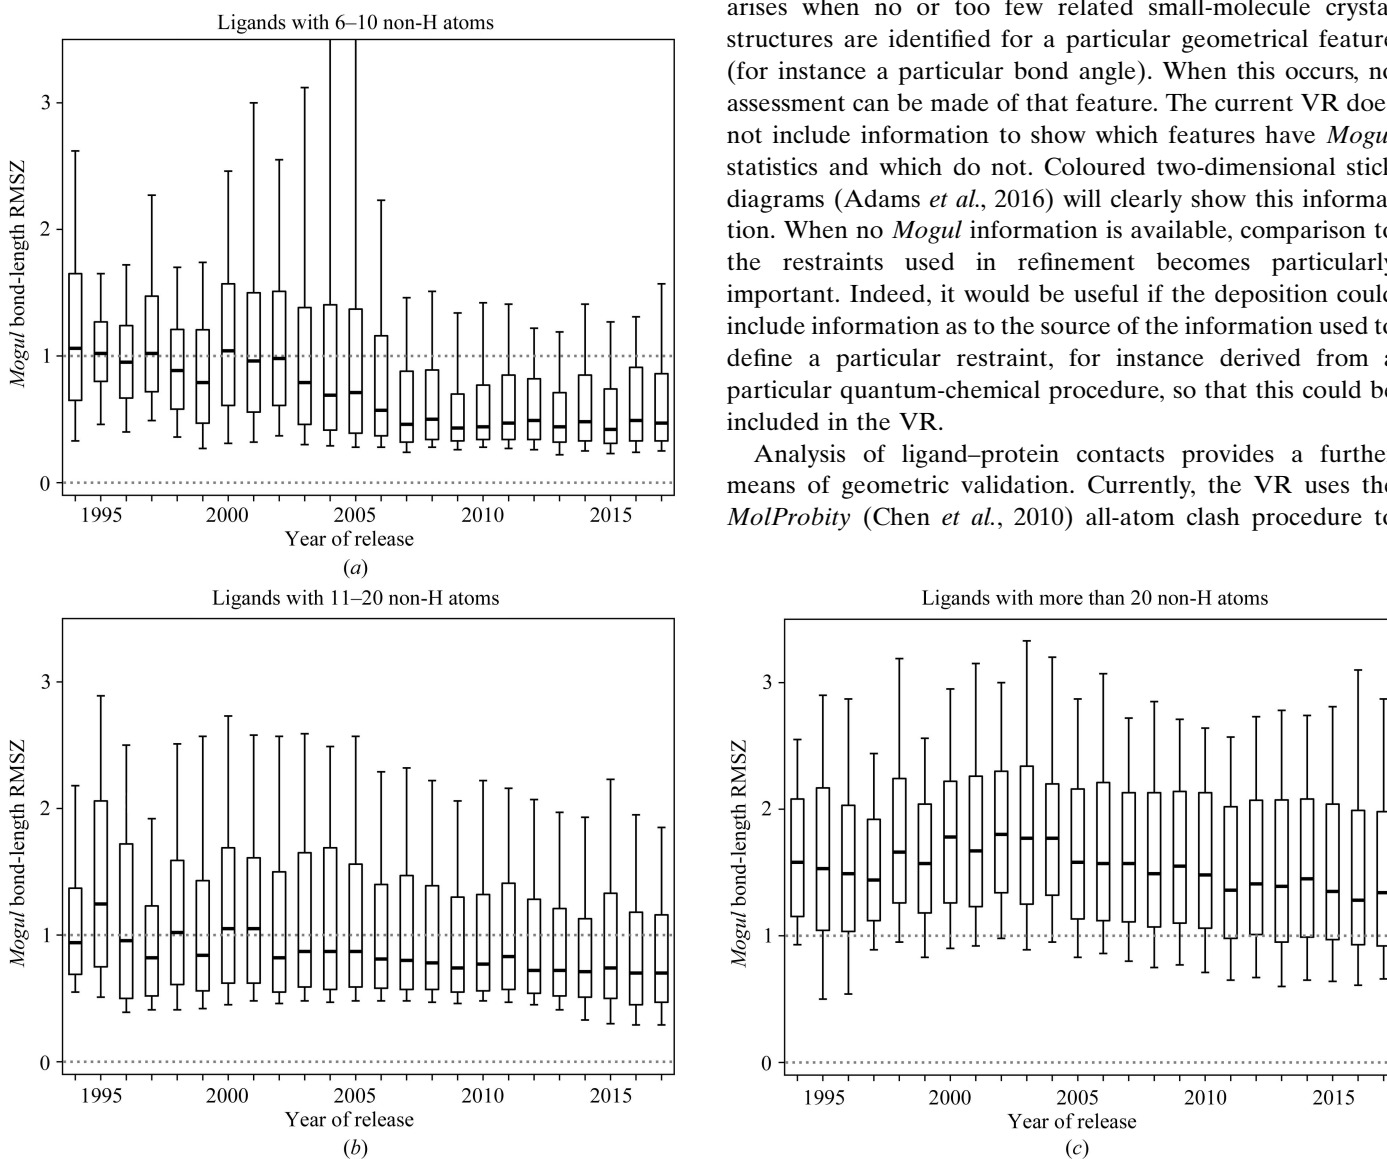 Ligands with 6–10 non-H atoms
3
2
1
0
Mogul bond-length RMSZ
1995 2000 2005 2010 2015
Year of release
(a)
arises when no or too few related small-molecule crysta
structures are identified for a particular geometrical feature
(for instance a particular bond angle). When this occurs, no
assessment can be made of that feature. The current VR doe
not include information to show which features have Mogu
statistics and which do not. Coloured two-dimensional stic
diagrams (Adams et al., 2016) will clearly show this informa
tion. When no Mogul information is available, comparison to
the restraints used in refinement becomes particularly
important. Indeed, it would be useful if the deposition could
include information as to the source of the information used to
define a particular restraint, for instance derived from a
particular quantum-chemical procedure, so that this could be
included in the VR.
Analysis of ligand–protein contacts provides a furthe
means of geometric validation. Currently, the VR uses the
MolProbity (Chen et al., 2010) all-atom clash procedure to
Ligands with 11–20 non-H atoms
3
2
1
0
Mogul bond-length RMSZ
1995 2000 2005 2010 2015
Year of release
(b)
Ligands with more than 20 non-H atoms
3
2
1
0
Mogul bond-length RMSZ
1995 2000 2005 2010 2015
Year of release
(c)